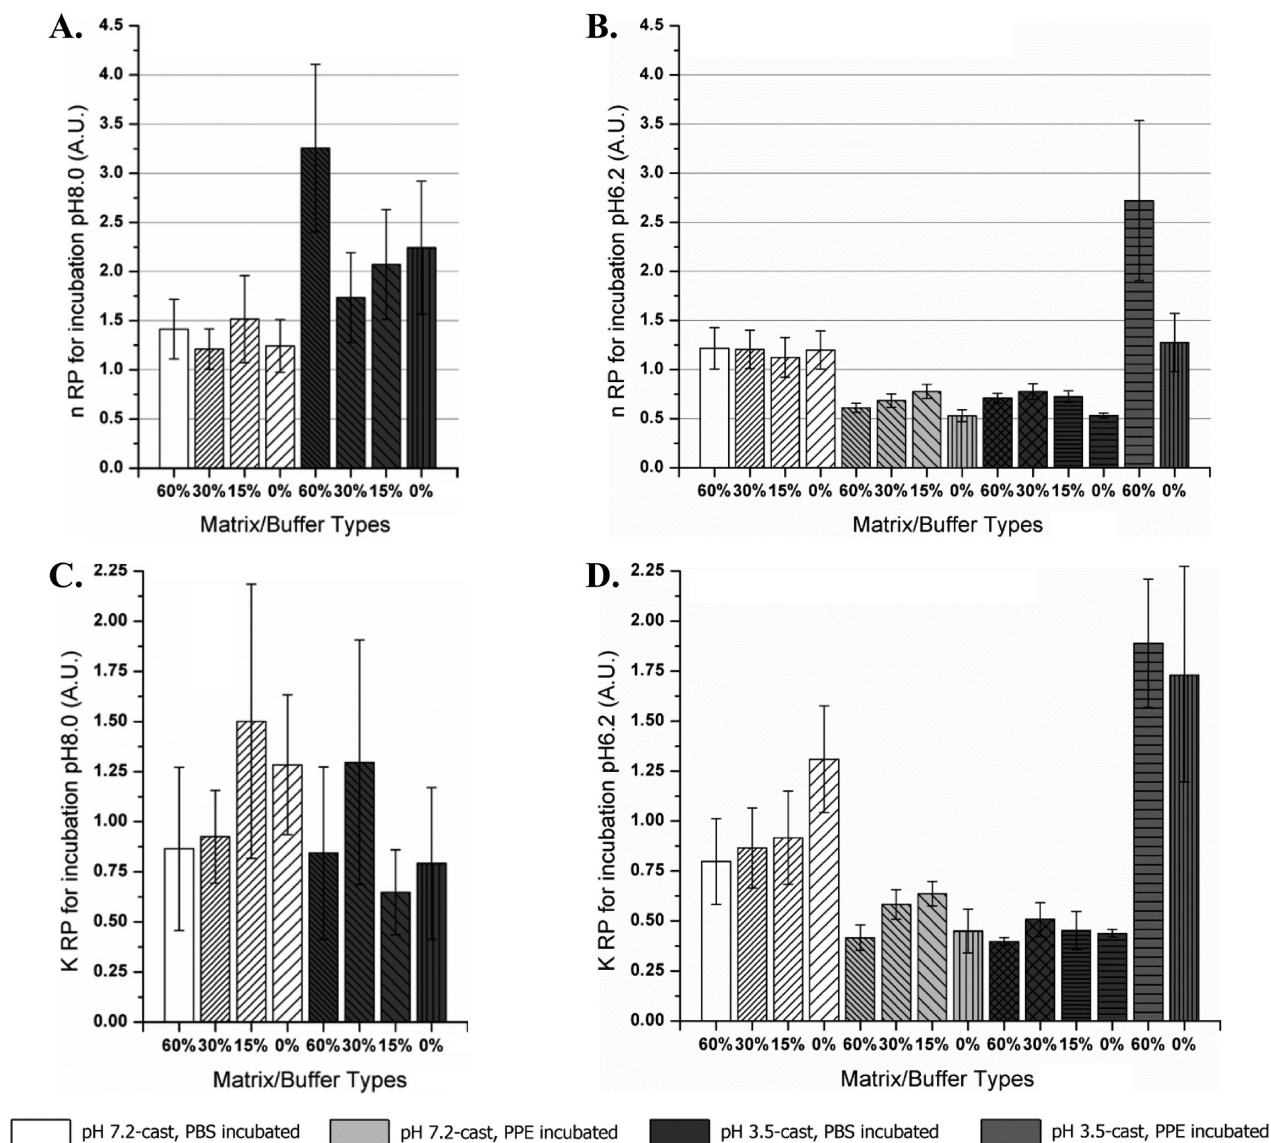 A.
n RP for incubation pH8.0 (A.U.)
4.5
4.0
3.5
3.0
2.5
2.0
1.5
1.0
0.5
0.0
60% 30% 15% 0% 60% 30% 15% 0%
Matrix/Buffer Types
B.
n RP for incubation pH6.2 (A.U.)
4.5
4.0
3.5
3.0
2.5
2.0
1.5
1.0
0.5
0.0
60% 30% 15% 0% 60% 30% 15% 0% 60% 30% 15% 0% 60% 0%
Matrix/Buffer Types
C.
K RP for incubation pH8.0 (A.U.)
2.25
2.00
1.75
1.50
1.25
1.00
0.75
0.50
0.25
0.00
60% 30% 15% 0% 60% 30% 15% 0%
Matrix/Buffer Types
D.
K RP for incubation pH6.2 (A.U.)
2.25
2.00
1.75
1.50
1.25
1.00
0.75
0.50
0.25
0.00
60% 30% 15% 0% 60% 30% 15% 0% 60% 30% 15% 0% 60% 0%
Matrix/Buffer Types
pH 7.2-cast, PBS incubated
pH 7.2-cast, PPE incubated
pH 3.5-cast, PBS incubated
pH 3.5-cast, PPE incubated